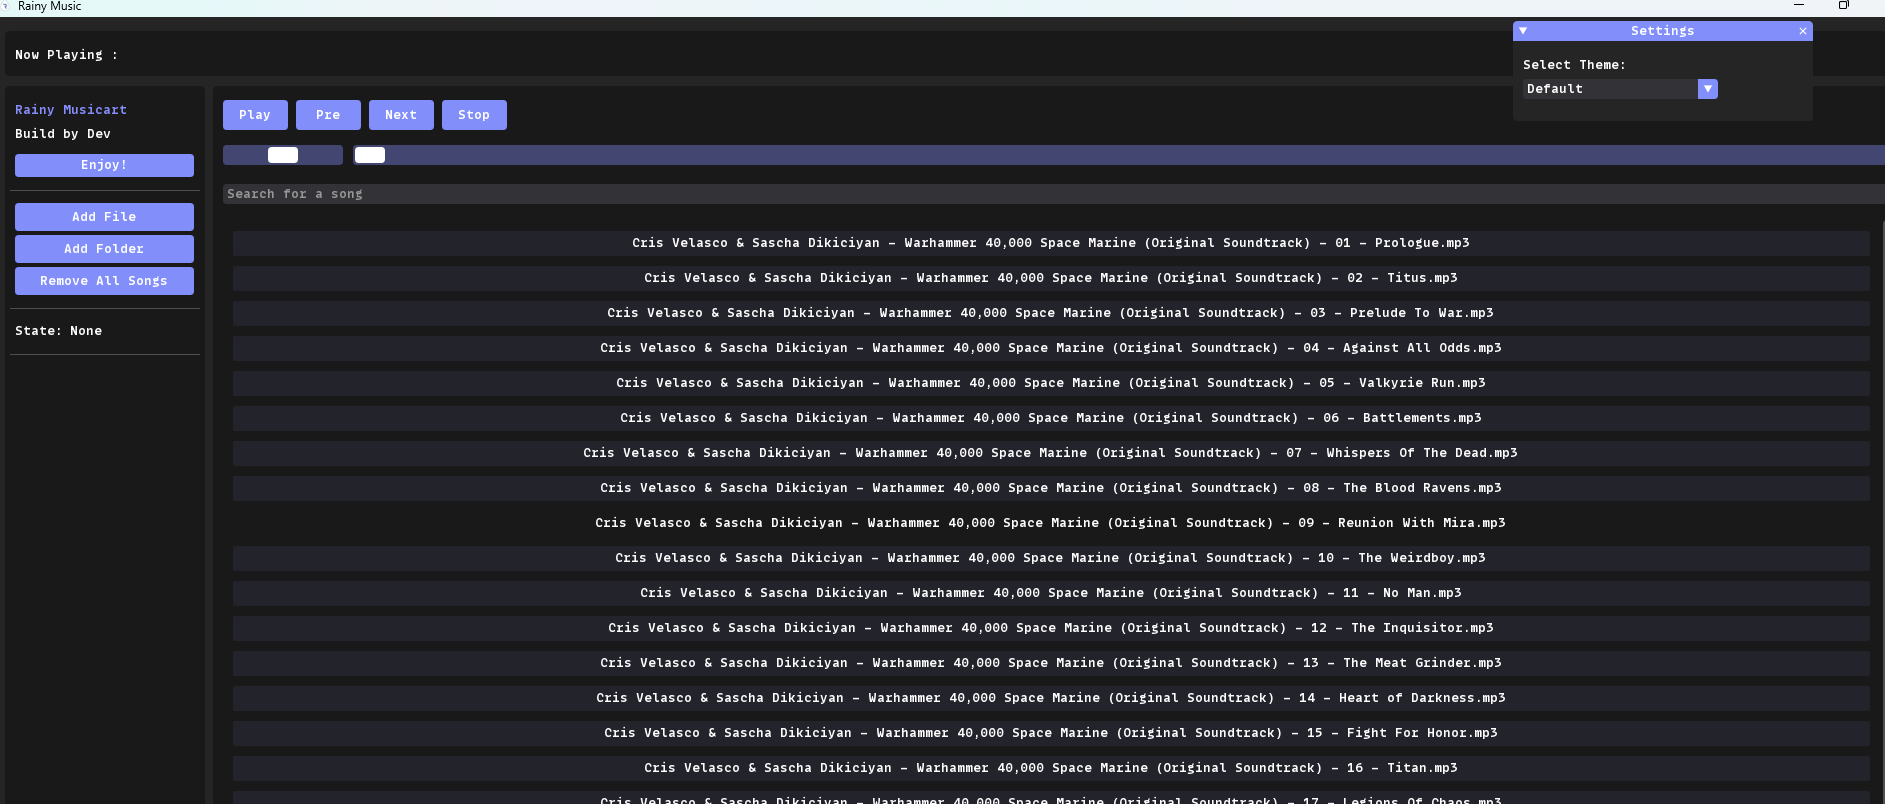 Rainy Music
Now Playing :
Settings
Select Theme:
Default
Rainy Musicart
Build by Dev
Enjoy!
Add File
Add Folder
Remove All Songs
State: None
Play Pre Next Stop
Search for a song
Cris Velasco & Sascha Dikiciyan – Warhammer 40,000 Space Marine (Original Soundtrack) – 01 – Prologue.mp3
Cris Velasco & Sascha Dikiciyan – Warhammer 40,000 Space Marine (Original Soundtrack) – 02 – Titus.mp3
Cris Velasco & Sascha Dikiciyan – Warhammer 40,000 Space Marine (Original Soundtrack) – 03 – Prelude To War.mp3
Cris Velasco & Sascha Dikiciyan – Warhammer 40,000 Space Marine (Original Soundtrack) – 04 – Against All Odds.mp3
Cris Velasco & Sascha Dikiciyan – Warhammer 40,000 Space Marine (Original Soundtrack) – 05 – Valkyrie Run.mp3
Cris Velasco & Sascha Dikiciyan – Warhammer 40,000 Space Marine (Original Soundtrack) – 06 – Battlements.mp3
Cris Velasco & Sascha Dikiciyan – Warhammer 40,000 Space Marine (Original Soundtrack) – 07 – Whispers Of The Dead.mp3
Cris Velasco & Sascha Dikiciyan – Warhammer 40,000 Space Marine (Original Soundtrack) – 08 – The Blood Ravens.mp3
Cris Velasco & Sascha Dikiciyan – Warhammer 40,000 Space Marine (Original Soundtrack) – 09 – Reunion With Mira.mp3
Cris Velasco & Sascha Dikiciyan – Warhammer 40,000 Space Marine (Original Soundtrack) – 10 – The Weirdboy.mp3
Cris Velasco & Sascha Dikiciyan – Warhammer 40,000 Space Marine (Original Soundtrack) – 11 – No Man.mp3
Cris Velasco & Sascha Dikiciyan – Warhammer 40,000 Space Marine (Original Soundtrack) – 12 – The Inquisitor.mp3
Cris Velasco & Sascha Dikiciyan – Warhammer 40,000 Space Marine (Original Soundtrack) – 13 – The Meat Grinder.mp3
Cris Velasco & Sascha Dikiciyan – Warhammer 40,000 Space Marine (Original Soundtrack) – 14 – Heart of Darkness.mp3
Cris Velasco & Sascha Dikiciyan – Warhammer 40,000 Space Marine (Original Soundtrack) – 15 – Fight For Honor.mp3
Cris Velasco & Sascha Dikiciyan – Warhammer 40,000 Space Marine (Original Soundtrack) – 16 – Titan.mp3
Cris Velasco & Sascha Dikiciyan – Warhammer 40,000 Space Marine (Original Soundtrack) – 17 – Legions Of Chaos.mp3